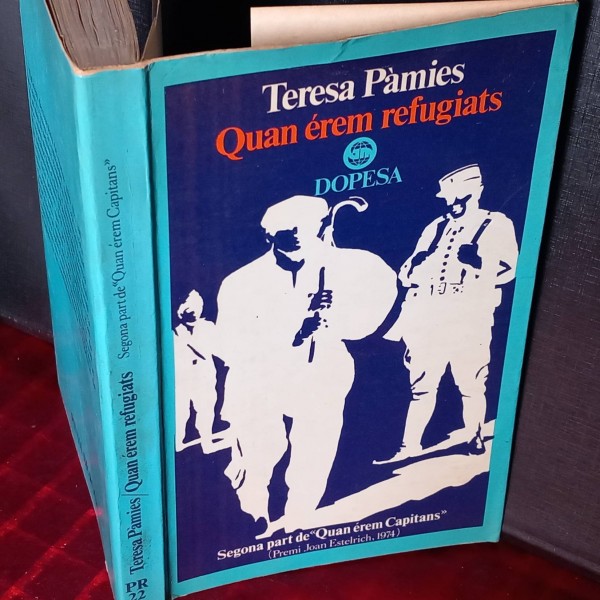 Teresa Pàmies
Quan érem refugiats
DOPESA
Segona part de "Quan érem Capitans"
(Premi Joan Estelrich, 1974)
Teresa Pàmies/Quan érem refugiats
Segona part de "Quan érem Capitans"
PR
22